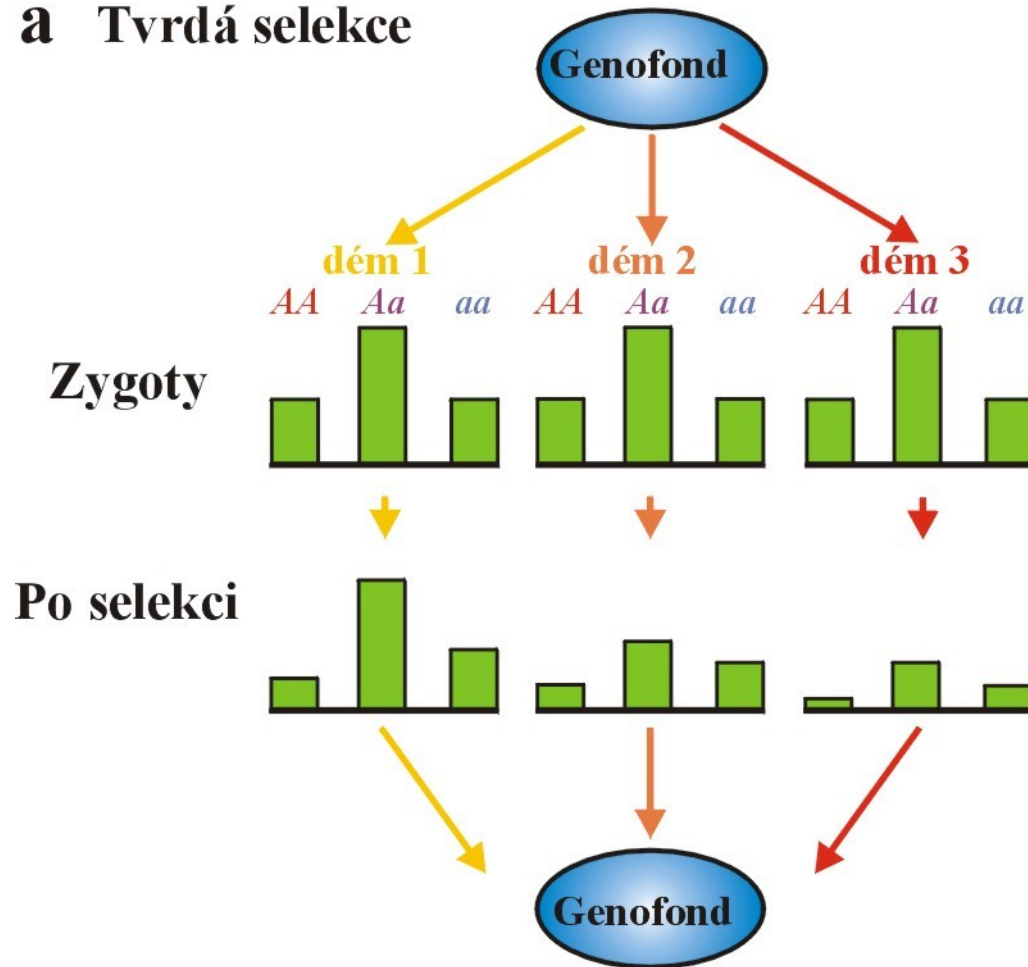 a Tvrdá selekce
Genofond
dém 1 dém 2 dém 3
AA Aa aa AA Aa aa AA Aa aa
Zygoty
Po selekci
Genofond